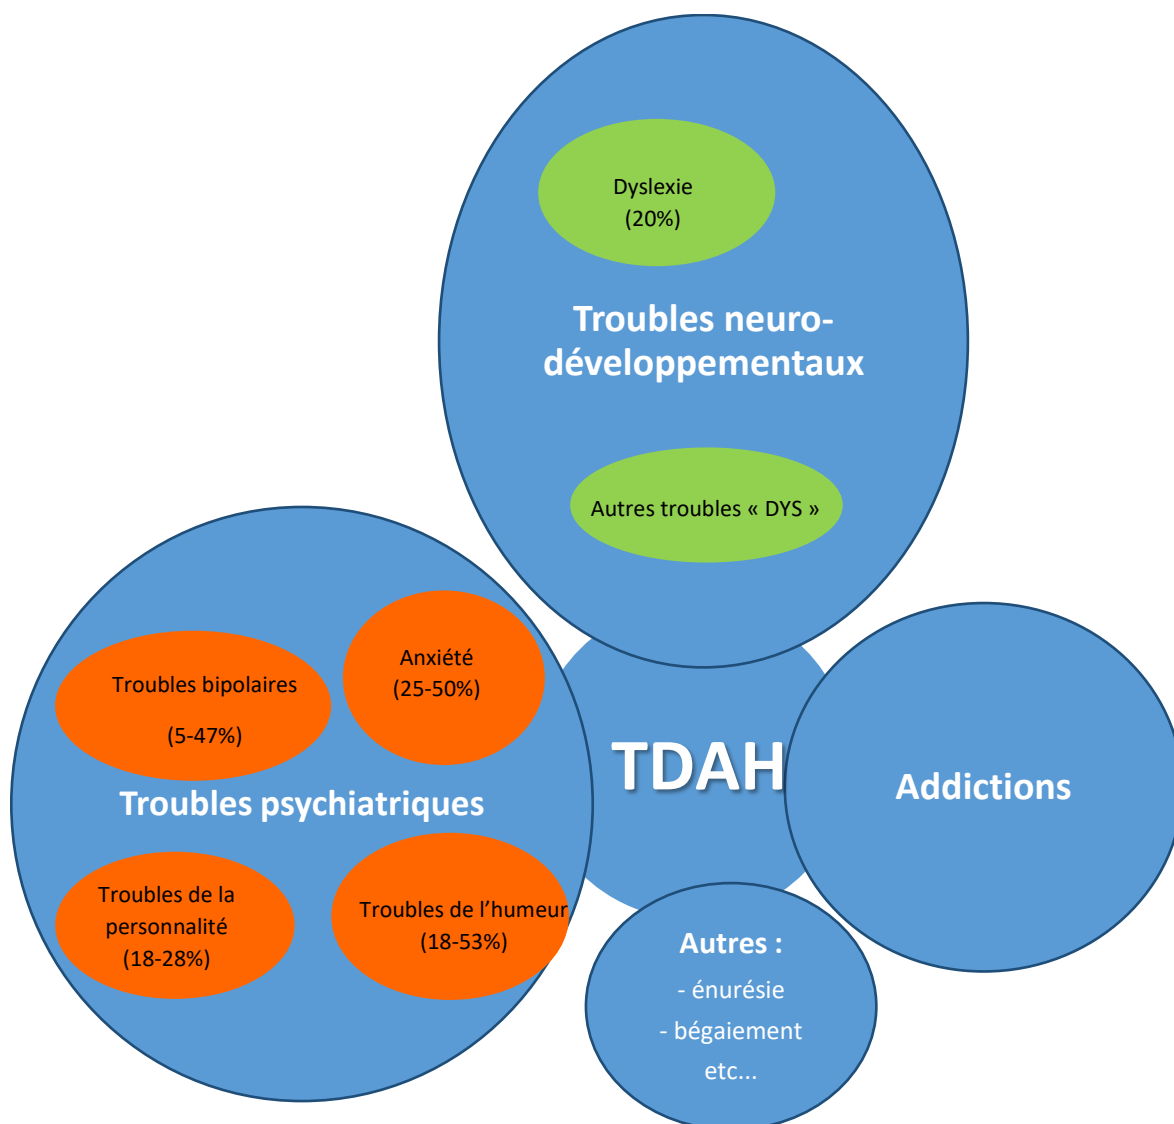 Dyslexie
(20%)
Troubles neuro-
développementaux
Autres troubles « DYS »
Anxiété
(25-50%)
Troubles bipolaires
(5-47%)
Troubles psychiatriques
Troubles de la
personnalité
(18-28%)
Troubles de l’humeur
(18-53%)
TDAH
Addictions
Autres :
- énurésie
- bégaiement
etc...